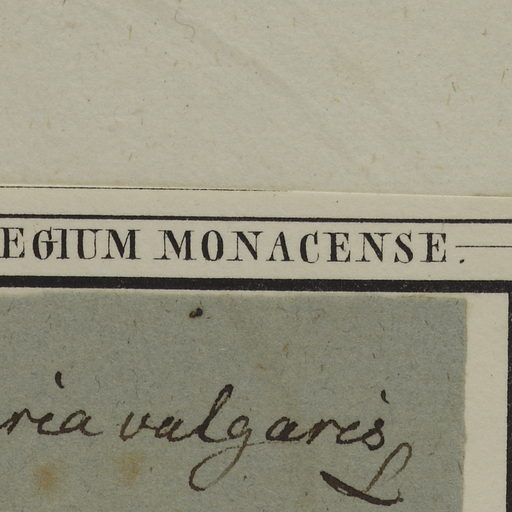 EGIUM MONACENSE.
ria vulgaris
L